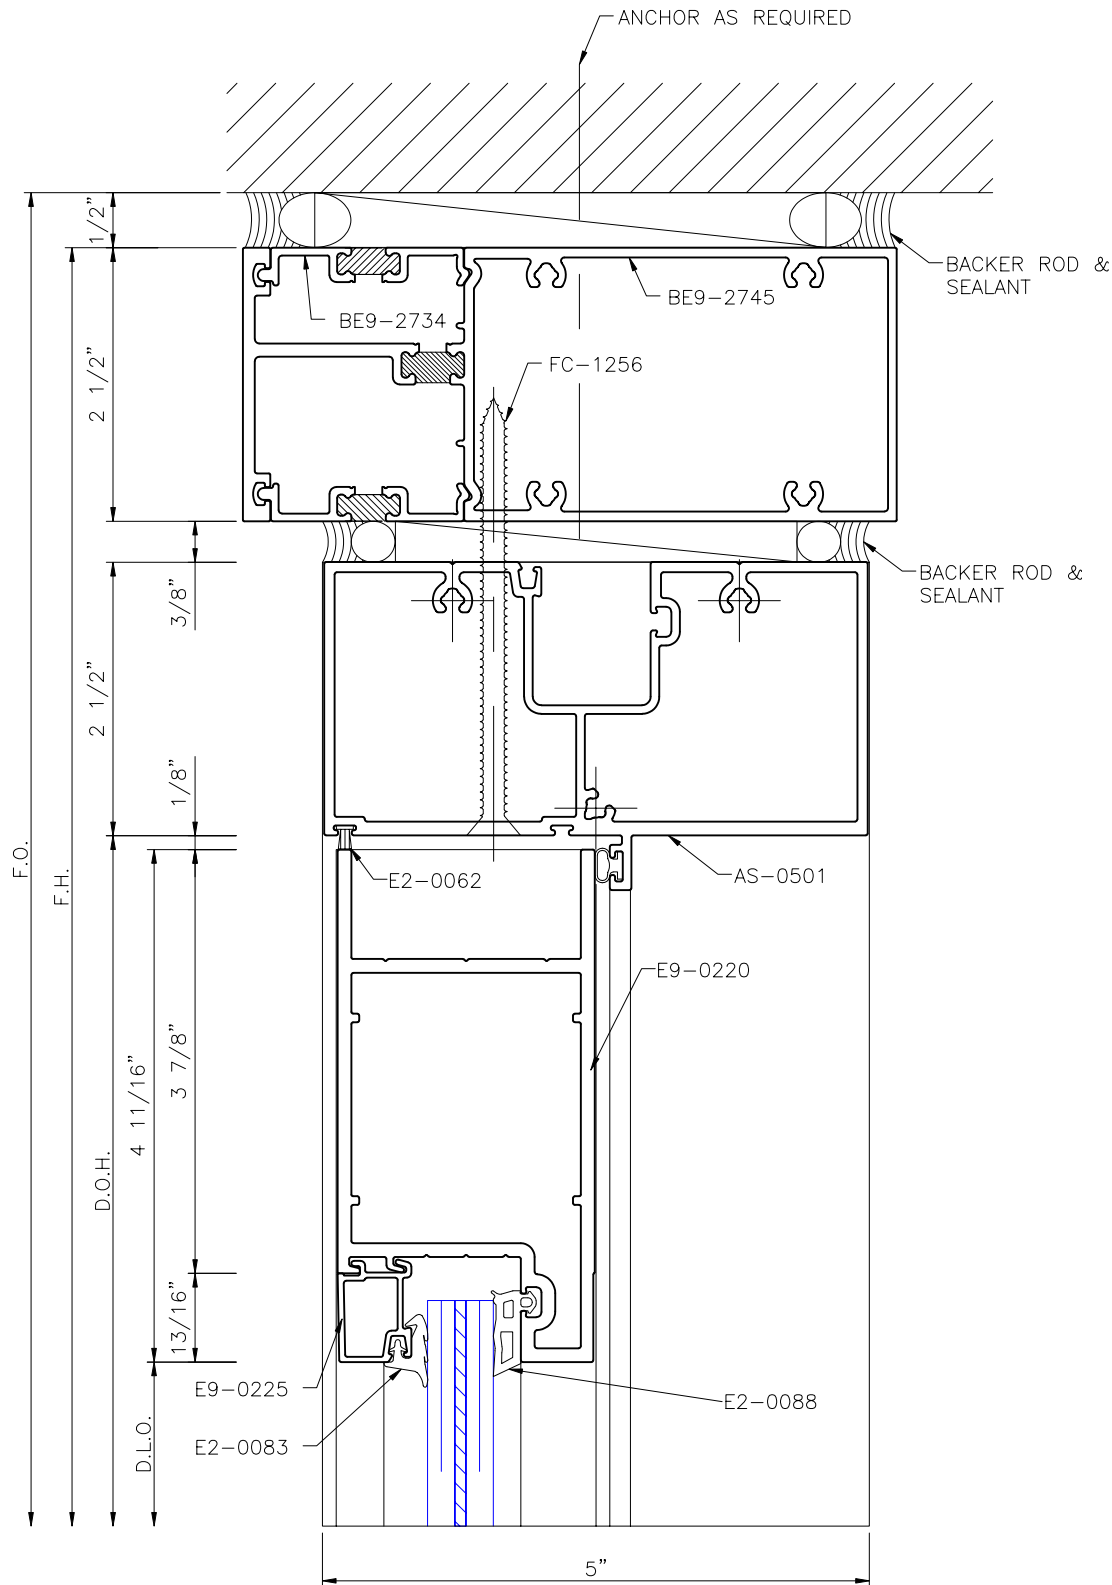 ANCHOR AS REQUIRED
1/2"
BACKER ROD &
SEALANT
BE9-2745
BE9-2734
FC-1256
2 1/2"
BACKER ROD &
SEALANT
3/8"
2 1/2"
1/8"
F.O.
F.H.
E2-0062
AS-0501
E9-0220
D.O.H.
4 11/16"
3 7/8"
13/16"
E9-0225
E2-0088
E2-0083
D.L.O.
5"